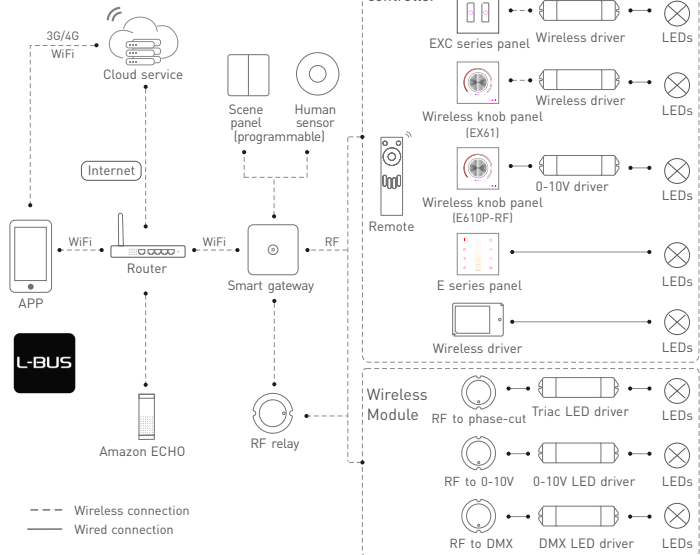 3G/4G
WiFi
Cloud service
Scene
panel
Human
sensor
(programmable)
Internet
WiFi
WiFi
RF
APP
Router
Smart gateway
L-BUS
Amazon ECHO
RF relay
Wireless connection
Wired connection
EXC series panel
Wireless driver
LEDs
Wireless knob panel
(EX61)
Wireless driver
LEDs
Remote
Wireless knob panel
(E610P-RF)
0-10V driver
LEDs
E series panel
LEDs
Wireless driver
LEDs
Wireless
Module
RF to phase-cut
Triac LED driver
LEDs
RF to 0-10V
0-10V LED driver
LEDs
RF to DMX
DMX LED driver
LEDs